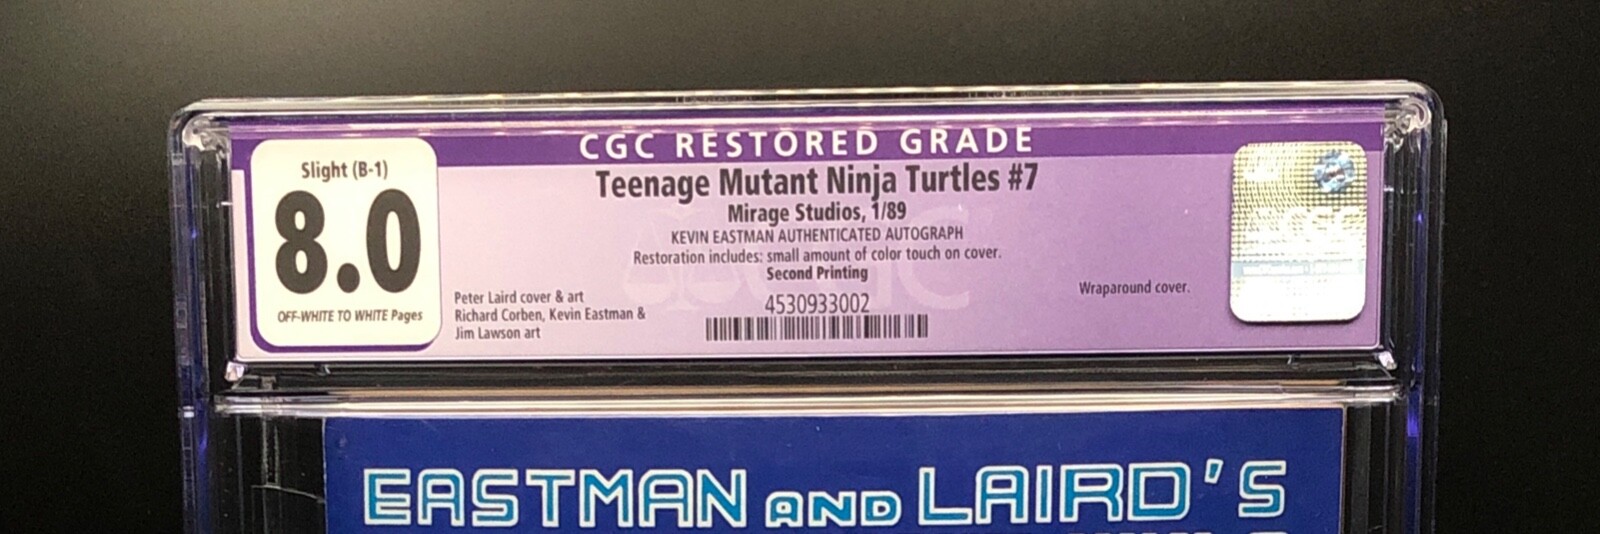 CGC RESTORED GRADE
Slight (B-1)
8.0
OFF-WHITE TO WHITE Pages
Teenage Mutant Ninja Turtles #7
Mirage Studios, 1/89
KEVIN EASTMAN AUTHENTICATED AUTOGRAPH
Restoration includes: small amount of color touch on cover.
Second Printing
Peter Laird cover & art
Richard Corben, Kevin Eastman &
Jim Lawson art
4530933002
Wraparound cover.
EASTMAN AND LAIRD'S